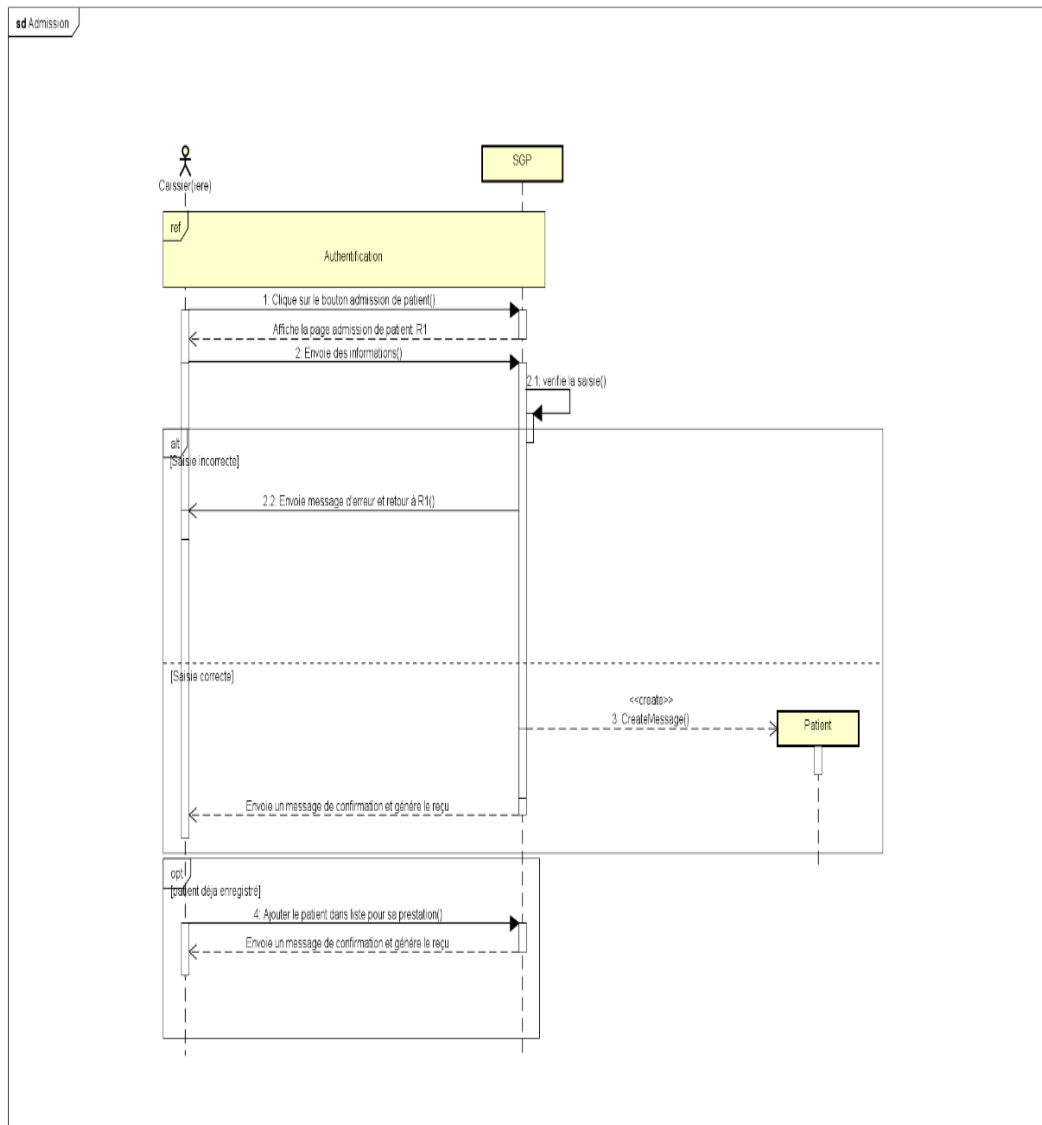 sd Admission
Caissier(iere)
SGP
ref
Authentification
1: Clique sur le bouton admission de patient()
Affiche la page admission de patient R1
2: Envoie des informations()
2.1: verifie la saisie()
alt
[Saisie incorrecte]
2.2: Envoie message d'erreur et retour à R1()
[Saisie correcte]
<<create>>
3: CreateMessage()
Patient
Envoie un message de confirmation et génére le reçu
opt
[patient déja enregistré]
4: Ajouter le patient dans liste pour sa prestation()
Envoie un message de confirmation et génére le reçu